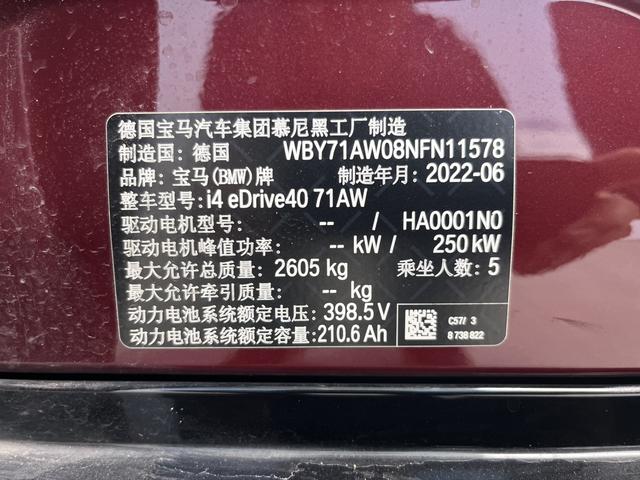 德国宝马汽车集团慕尼黑工厂制造
制造国：德国 WBY71AW08NFN11578
品牌：宝马(BMW)牌 制造年月：2022-06
整车型号：i4 eDrive40 71AW
驱动电机型号： -- / HA0001N0
驱动电机峰值功率： -- kW / 250 kW
最大允许总质量：2605 kg 乘坐人数：5
最大允许牵引质量： -- kg
动力电池系统额定电压：398.5 V
动力电池系统额定容量：210.6 Ah
C57/ 3
8 738 822